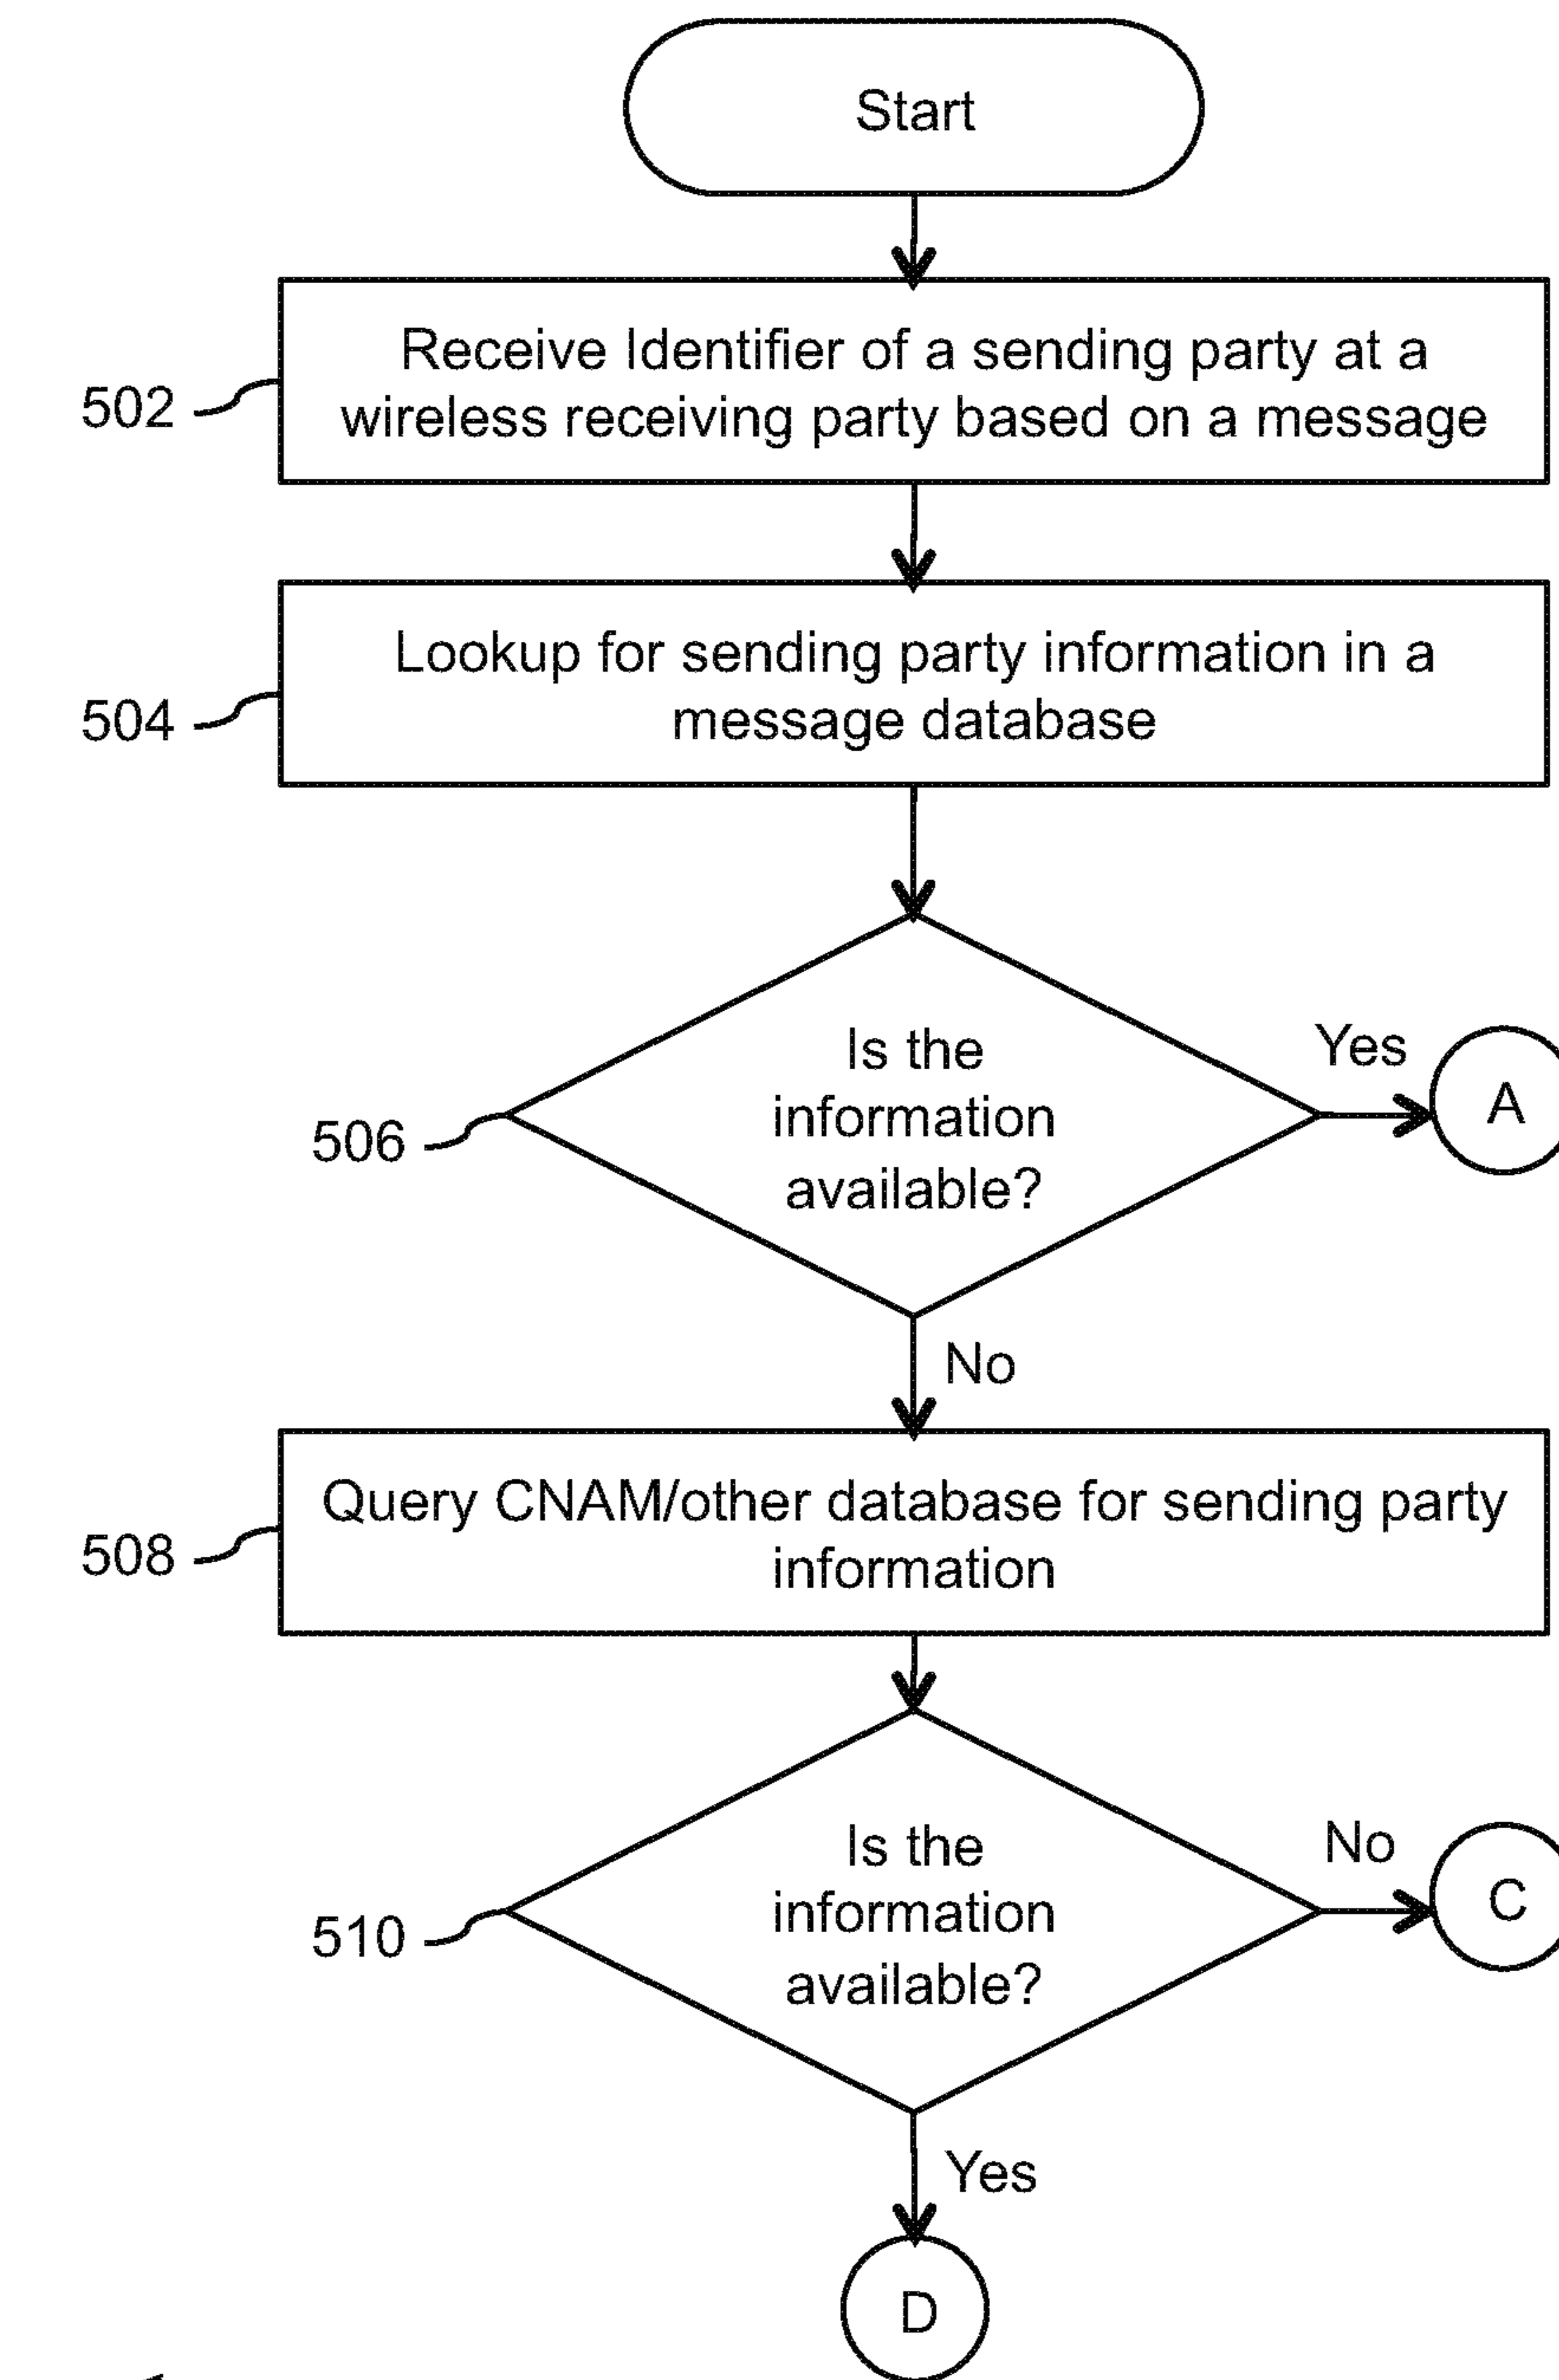 Start
Receive Identifier of a sending party at a
wireless receiving party based on a message
502
Lookup for sending party information in a
message database
504
Is the
information
available?
506
Yes
A
No
Query CNAM/other database for sending party
information
508
Is the
information
available?
510
No
C
Yes
D